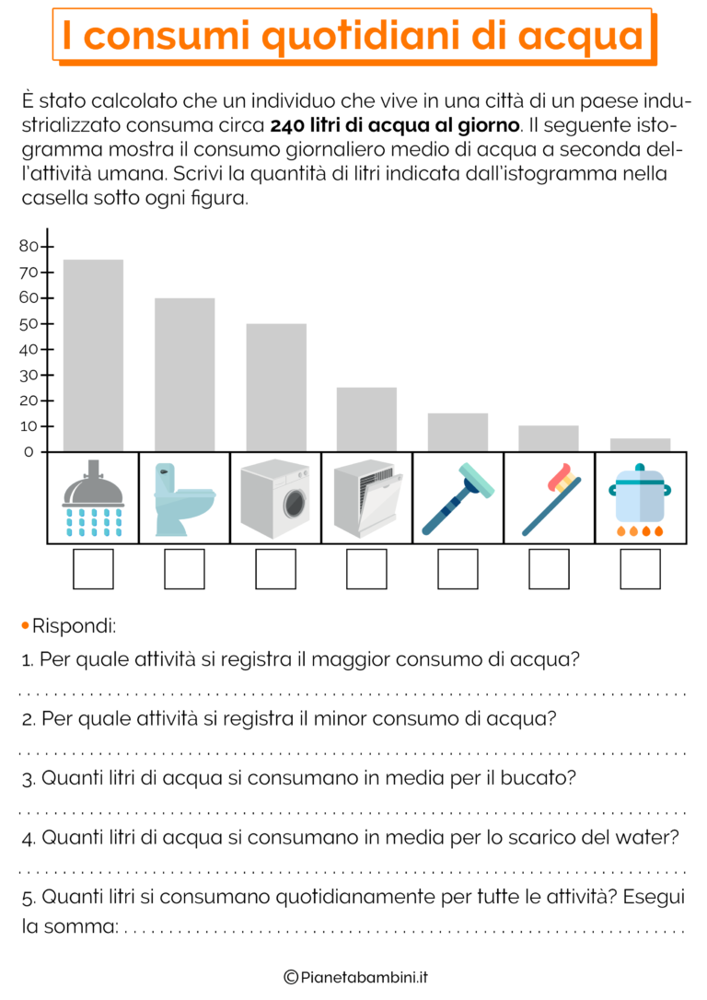 I consumi quotidiani di acqua
È stato calcolato che un individuo che vive in una città di un paese indu-
strializzato consuma circa 240 litri di acqua al giorno. Il seguente isto-
gramma mostra il consumo giornaliero medio di acqua a seconda del-
l'attività umana. Scrivi la quantità di litri indicata dall'istogramma nella
casella sotto ogni figura.
80
70
60
50
40
30
20
10
0
• Rispondi:
1. Per quale attività si registra il maggior consumo di acqua?
2. Per quale attività si registra il minor consumo di acqua?
3. Quanti litri di acqua si consumano in media per il bucato?
4. Quanti litri di acqua si consumano in media per lo scarico del water?
5. Quanti litri si consumano quotidianamente per tutte le attività? Esegui
la somma:
©Pianetabambini.it